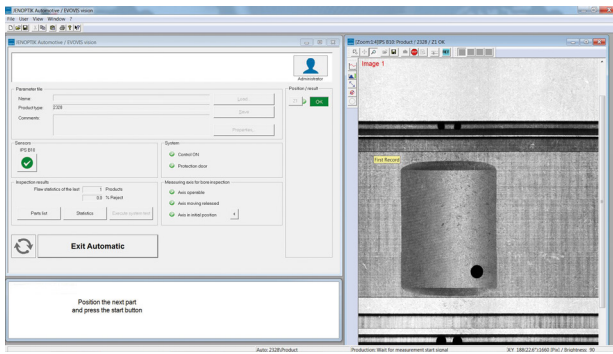 JENOPTIK Automotive / EVOVIS vision
File User View Window ?
JENOPTIK Automotive / EVOVIS vision
Administrator
Parameter file
Name
Load...
Product type 2328
Save
Comments
Properties...
Position / result
OK
Sensors
IPS B10
System
Control ON
Protection door
Inspection results
Flaw statistics of the last 1 Products
0.0 % Reject
Parts list
Statistics
Execute system test
Measuring axis for bore inspection
Axis operable
Axis moving released
Axis in initial position
Exit Automatic
Position the next part
and press the start button
Image 1
First Record
Auto: 2328\Product
Production: Wait for measurement start signal